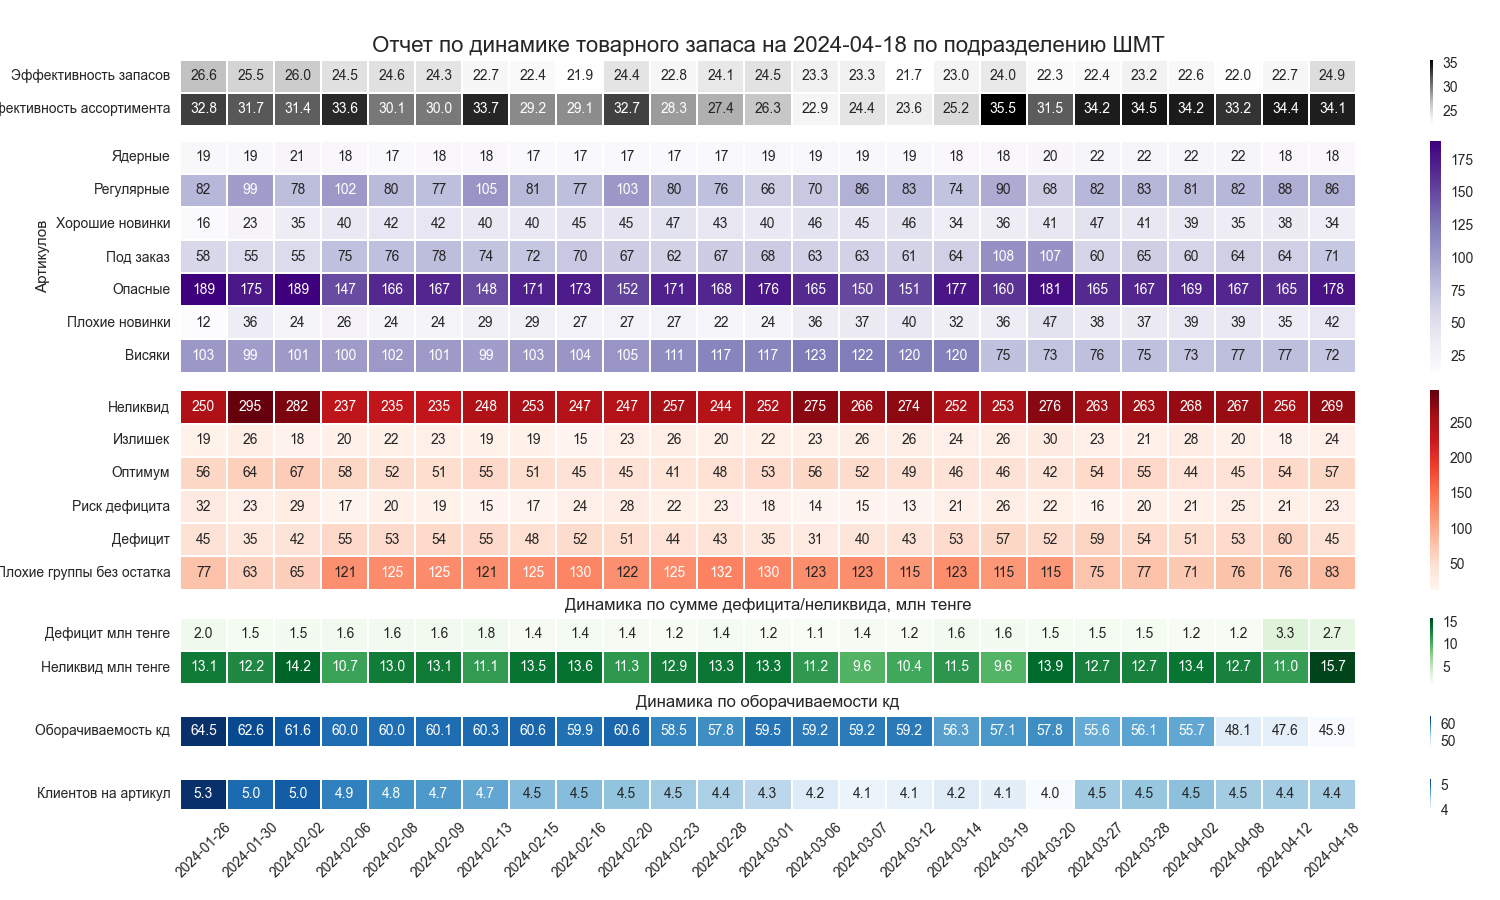 Отчет по динамике товарного запаса на 2024-04-18 по подразделению ШМТ
Эффективность запасов 26.6 25.5 26.0 24.5 24.6 24.3 22.7 22.4 21.9 24.4 22.8 24.1 24.5 23.3 23.3 21.7 23.0 24.0 22.3 22.4 23.2 22.6 22.0 22.7 24.9
фективность ассортимента 32.8 31.7 31.4 33.6 30.1 30.0 33.7 29.2 29.1 32.7 28.3 27.4 26.3 22.9 24.4 23.6 25.2 35.5 31.5 34.2 34.5 34.2 33.2 34.4 34.1
35
30
25
Артикулов
Ядерные 19 19 21 18 17 18 18 17 17 17 17 17 19 19 19 19 18 18 20 22 22 22 22 18 18
Регулярные 82 99 78 102 80 77 105 81 77 103 80 76 66 70 86 83 74 90 68 82 83 81 82 88 86
Хорошие новинки 16 23 35 40 42 42 40 40 45 45 47 43 40 46 45 46 34 36 41 47 41 39 35 38 34
Под заказ 58 55 55 75 76 78 74 72 70 67 62 67 68 63 63 61 64 108 107 60 65 60 64 64 71
Опасные 189 175 189 147 166 167 148 171 173 152 171 168 176 165 150 151 177 160 181 165 167 169 167 165 178
Плохие новинки 12 36 24 26 24 24 29 29 27 27 27 22 24 36 37 40 32 36 47 38 37 39 39 35 42
Висяки 103 99 101 100 102 101 99 103 104 105 111 117 117 123 122 120 120 75 73 76 75 73 77 77 72
175
150
125
100
75
50
25
Неликвид 250 295 282 237 235 235 248 253 247 247 257 244 252 275 266 274 252 253 276 263 263 268 267 256 269
Излишек 19 26 18 20 22 23 19 19 15 23 26 20 22 23 26 26 24 26 30 23 21 28 20 18 24
Оптимум 56 64 67 58 52 51 55 51 45 45 41 48 53 56 52 49 46 46 42 54 55 44 45 54 57
Риск дефицита 32 23 29 17 20 19 15 17 24 28 22 23 18 14 15 13 21 26 22 16 20 21 25 21 23
Дефицит 45 35 42 55 53 54 55 48 52 51 44 43 35 31 40 43 53 57 52 59 54 51 53 60 45
Плохие группы без остатка 77 63 65 121 125 125 121 125 130 122 125 132 130 123 123 115 123 115 115 75 77 71 76 76 83
250
200
150
100
50
Динамика по сумме дефицита/неликвида, млн тенге
Дефицит млн тенге 2.0 1.5 1.5 1.6 1.6 1.6 1.8 1.4 1.4 1.4 1.2 1.4 1.2 1.1 1.4 1.2 1.6 1.6 1.5 1.5 1.5 1.2 1.2 3.3 2.7
Неликвид млн тенге 13.1 12.2 14.2 10.7 13.0 13.1 11.1 13.5 13.6 11.3 12.9 13.3 13.3 11.2 9.6 10.4 11.5 9.6 13.9 12.7 12.7 13.4 12.7 11.0 15.7
15
10
5
Динамика по оборачиваемости кд
Оборачиваемость кд 64.5 62.6 61.6 60.0 60.0 60.1 60.3 60.6 59.9 60.6 58.5 57.8 59.5 59.2 59.2 59.2 56.3 57.1 57.8 55.6 56.1 55.7 48.1 47.6 45.9
60
50
Клиентов на артикул 5.3 5.0 5.0 4.9 4.8 4.7 4.7 4.5 4.5 4.5 4.5 4.4 4.3 4.2 4.1 4.1 4.2 4.1 4.0 4.5 4.5 4.5 4.5 4.4 4.4
5
4
2024-01-26 2024-01-30 2024-02-02 2024-02-06 2024-02-08 2024-02-09 2024-02-13 2024-02-15 2024-02-16 2024-02-20 2024-02-23 2024-02-28 2024-03-01 2024-03-06 2024-03-07 2024-03-12 2024-03-14 2024-03-19 2024-03-20 2024-03-27 2024-03-28 2024-04-02 2024-04-08 2024-04-12 2024-04-18